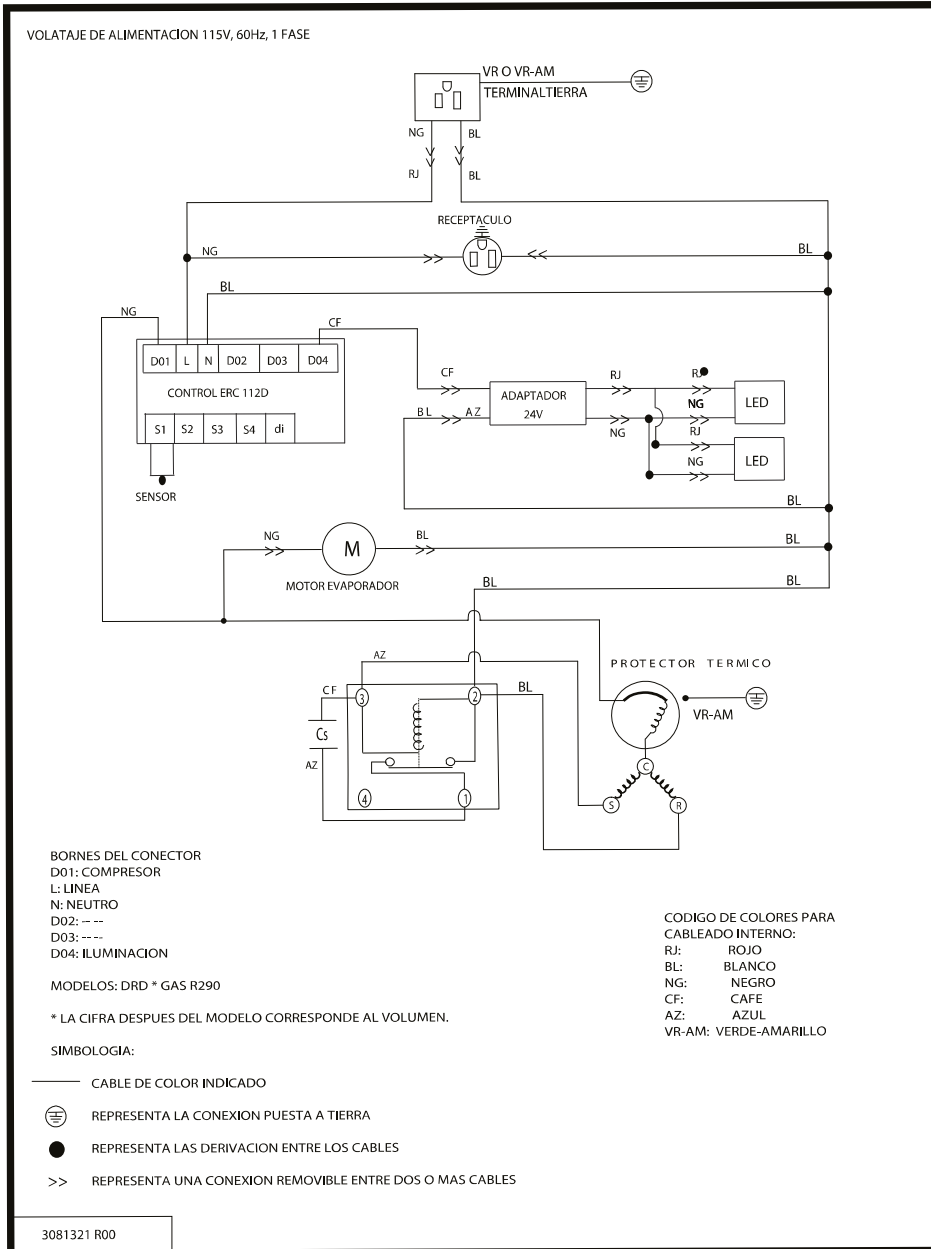 VOLATAJE DE ALIMENTACION 115V, 60Hz, 1 FASE
VR O VR-AM
TERMINALTIERRA
NG BL
RJ BL
RECEPTACULO
NG BL
BL
NG
CF
D01 L N D02 D03 D04
CONTROL ERC 112D
S1 S2 S3 S4 di
SENSOR
CF
BL AZ
ADAPTADOR
24V
RJ RJ
NG NG
RJ
NG
LED
LED
BL
NG BL BL
M
MOTOR EVAPORADOR
BL BL
AZ
PROTECTOR TERMICO
CF 3 2 BL
VR-AM
Cs
AZ
4 1
C
S R
BORNES DEL CONECTOR
D01: COMPRESOR
L: LINEA
N: NEUTRO
D02: -- --
D03: -- --
D04: ILUMINACION
MODELOS: DRD * GAS R290
* LA CIFRA DESPUES DEL MODELO CORRESPONDE AL VOLUMEN.
SIMBOLOGIA:
CABLE DE COLOR INDICADO
REPRESENTA LA CONEXION PUESTA A TIERRA
REPRESENTA LAS DERIVACION ENTRE LOS CABLES
>> REPRESENTA UNA CONEXION REMOVIBLE ENTRE DOS O MAS CABLES
CODIGO DE COLORES PARA
CABLEADO INTERNO:
RJ: ROJO
BL: BLANCO
NG: NEGRO
CF: CAFE
AZ: AZUL
VR-AM: VERDE-AMARILLO
3081321 R00